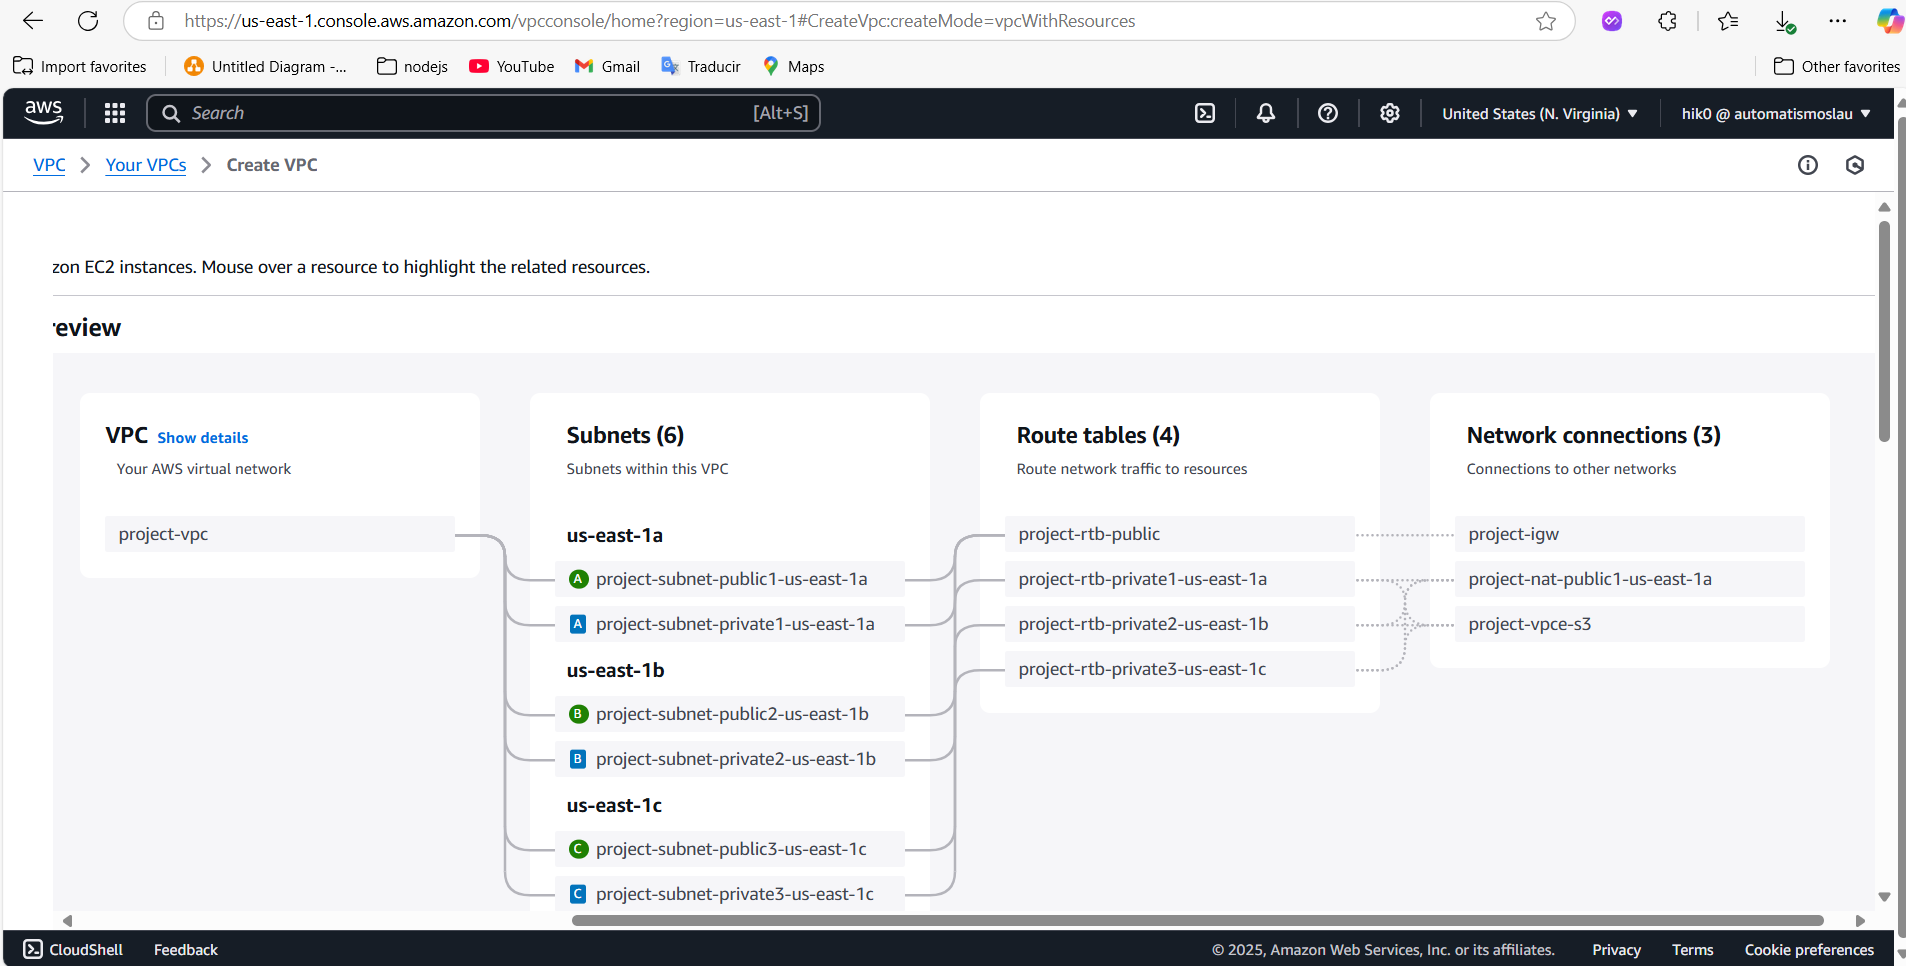 https://us-east-1.console.aws.amazon.com/vpcconsole/home?region=us-east-1#CreateVpc:createMode=vpcWithResources
Import favorites
Untitled Diagram -...
nodejs
YouTube
Gmail
Traducir
Maps
Other favorites
aws
Search
[Alt+S]
United States (N. Virginia)
hik0 @ automatismoslau
VPC
Your VPCs
Create VPC
zon EC2 instances. Mouse over a resource to highlight the related resources.
review
VPC Show details
Your AWS virtual network
project-vpc
Subnets (6)
Subnets within this VPC
us-east-1a
A project-subnet-public1-us-east-1a
A project-subnet-private1-us-east-1a
us-east-1b
B project-subnet-public2-us-east-1b
B project-subnet-private2-us-east-1b
us-east-1c
C project-subnet-public3-us-east-1c
C project-subnet-private3-us-east-1c
Route tables (4)
Route network traffic to resources
project-rtb-public
project-rtb-private1-us-east-1a
project-rtb-private2-us-east-1b
project-rtb-private3-us-east-1c
Network connections (3)
Connections to other networks
project-igw
project-nat-public1-us-east-1a
project-vpce-s3
CloudShell
Feedback
© 2025, Amazon Web Services, Inc. or its affiliates.
Privacy
Terms
Cookie preferences